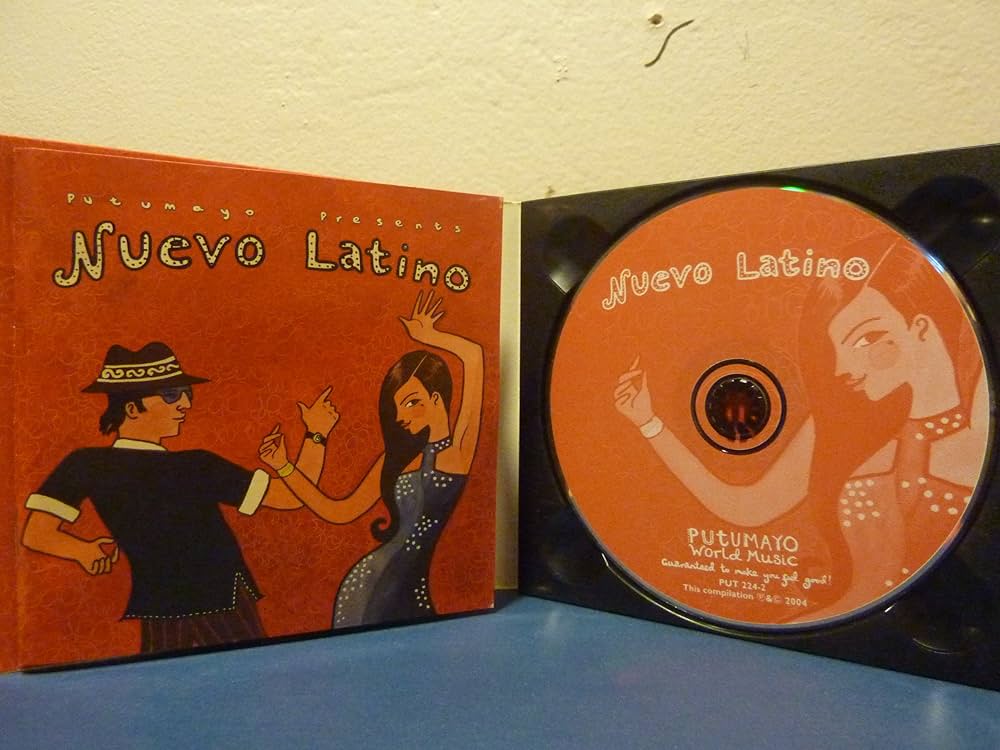 Putumayo Presents
Nuevo Latino
Nuevo Latino
PUTUMAYO
World Music
Guaranteed to make you feel good!
PUT 224-2
This compilation ℗&© 2004